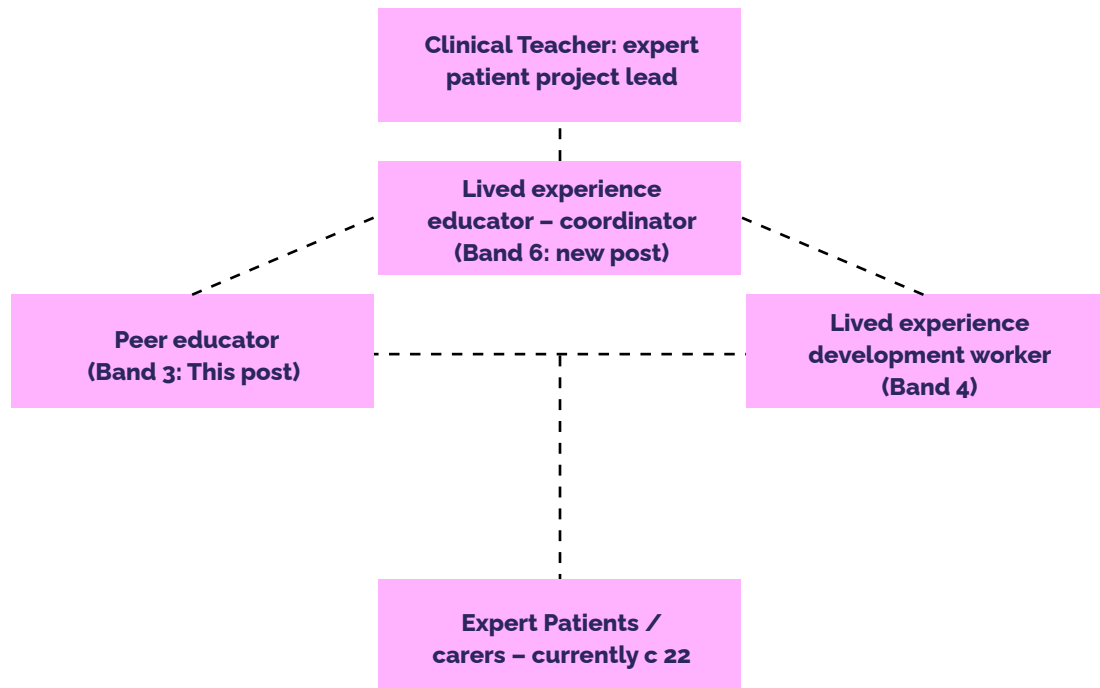 Clinical Teacher: expert
patient project lead
Lived experience
educator – coordinator
(Band 6: new post)
Peer educator
(Band 3: This post)
Lived experience
development worker
(Band 4)
Expert Patients /
carers – currently c 22